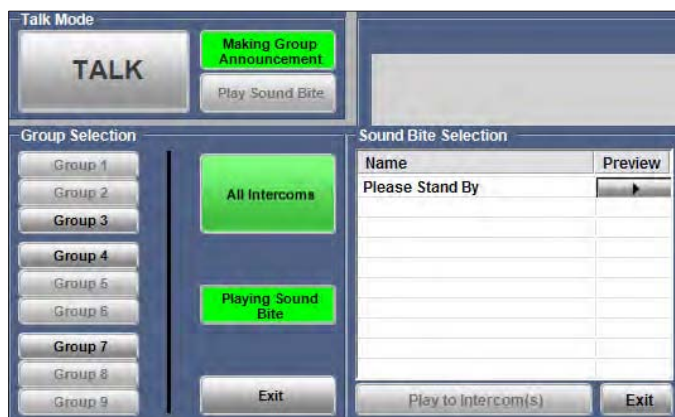 Talk Mode
TALK
Making Group
Announcement
Play Sound Bite
Group Selection
Group 1
Group 2
Group 3
Group 4
Group 5
Group 6
Group 7
Group 8
Group 9
All Intercoms
Playing Sound
Bite
Exit
Sound Bite Selection
Name Preview
Please Stand By
Play to Intercom(s)
Exit